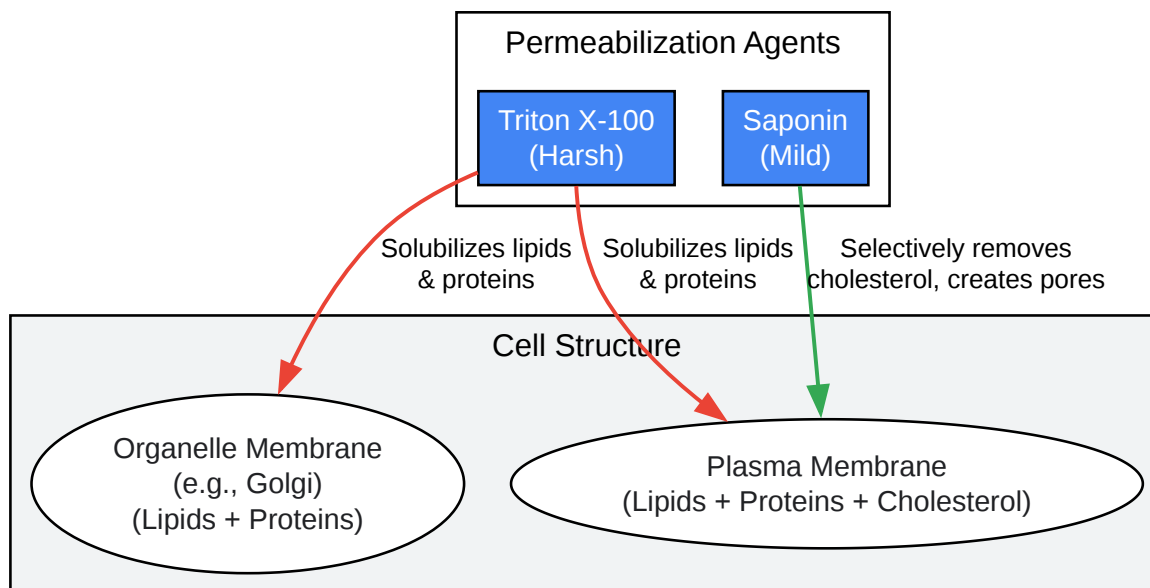 Permeabilization Agents
Triton X-100
(Harsh)
Saponin
(Mild)
Solubilizes lipids
& proteins
Solubilizes lipids
& proteins
Selectively removes
cholesterol, creates pores
Cell Structure
Organelle Membrane
(e.g., Golgi)
(Lipids + Proteins)
Plasma Membrane
(Lipids + Proteins + Cholesterol)